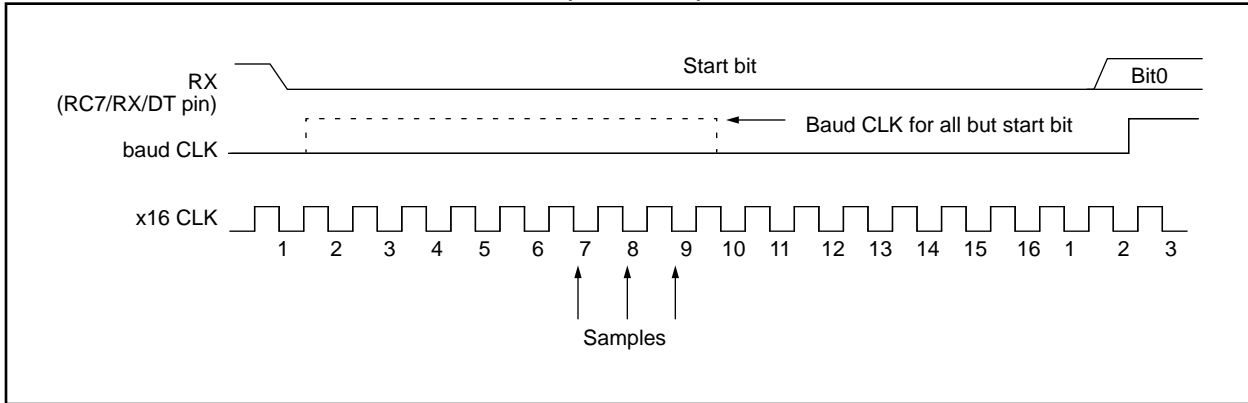 Start bit
RX
(RC7/RX/DT pin)
Bit0
Baud CLK for all but start bit
baud CLK
x16 CLK
1 2 3 4 5 6 7 8 9 10 11 12 13 14 15 16 1 2 3
Samples